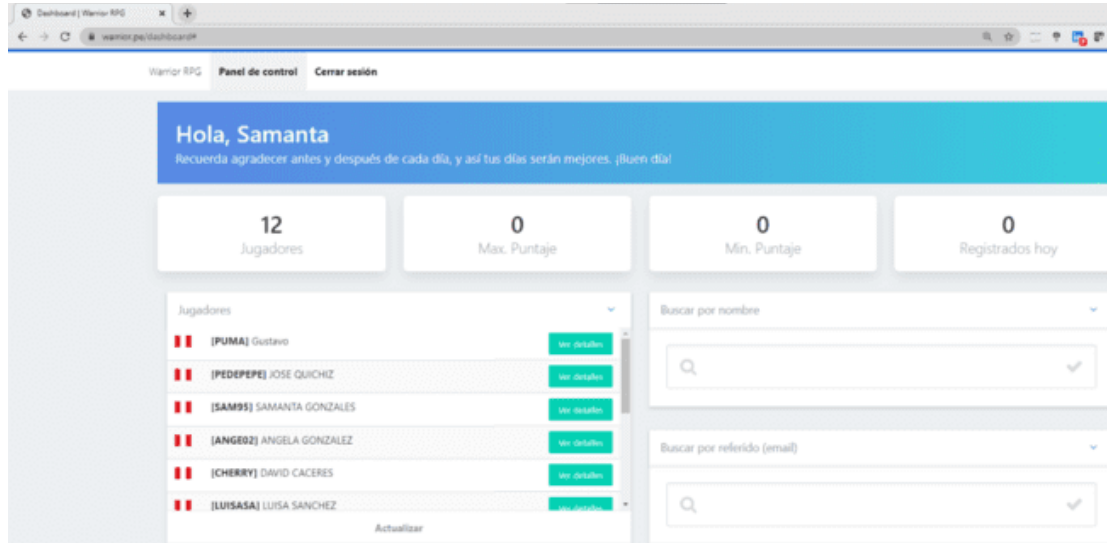 Dashboard | Warrior RPG
warrior.pe/dashboard#
Warrior RPG Panel de control Cerrar sesión
Hola, Samanta
Recuerda agradecer antes y después de cada día, y así tus días serán mejores. ¡Buen día!
12
Jugadores
0
Max. Puntaje
0
Min. Puntaje
0
Registrados hoy
Jugadores
[PUMA] Gustavo Ver detalles
[PEDEPEPE] JOSE QUICHIZ Ver detalles
[SAM95] SAMANTA GONZALES Ver detalles
[ANGE02] ANGELA GONZALEZ Ver detalles
[CHERRY] DAVID CACERES Ver detalles
[LUISASA] LUISA SANCHEZ Ver detalles
Actualizar
Buscar por nombre
Buscar por referido (email)